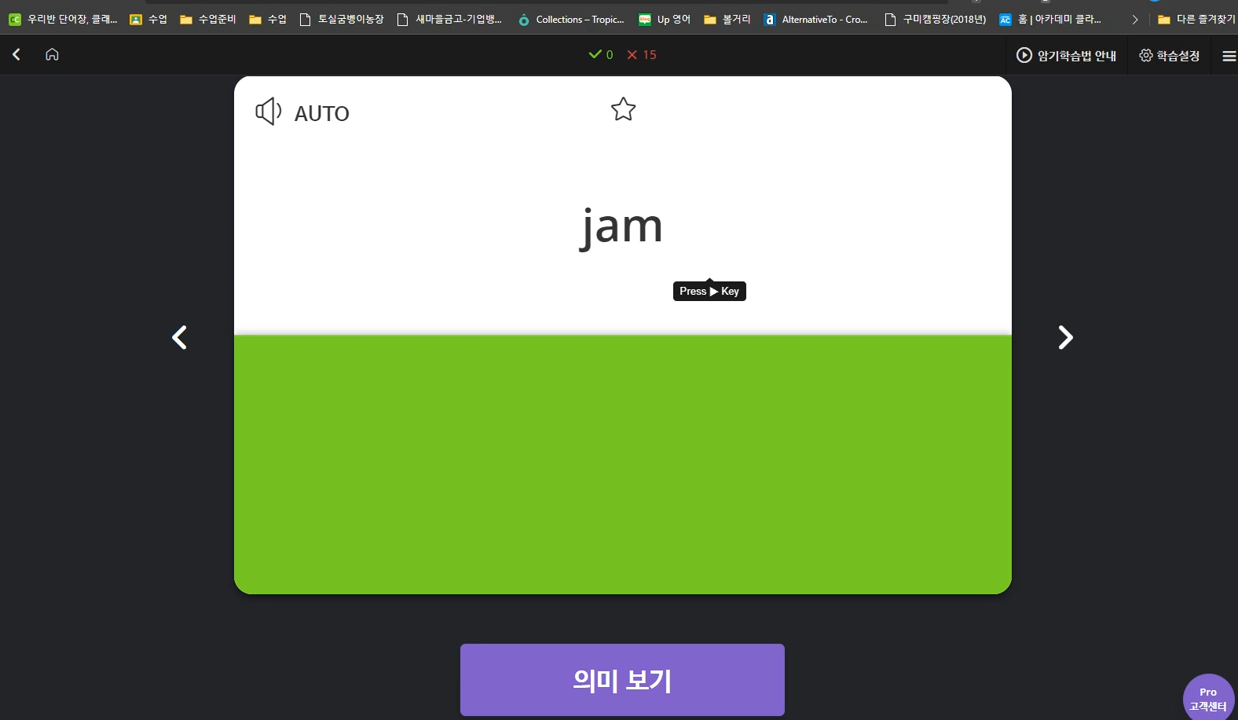 우리반 단어장, 클래... 수업 수업준비 수업 토실굼벵이농장 새마을금고-기업뱅... Collections – Tropic... Up 영어 볼거리 AlternativeTo - Cro... 구미캠핑장(2018년) 홈 | 아카데미 클라... 다른 즐겨찾기
0 15 암기학습법 안내 학습설정
AUTO
jam
Press ▶ Key
의미 보기
Pro
고객센터